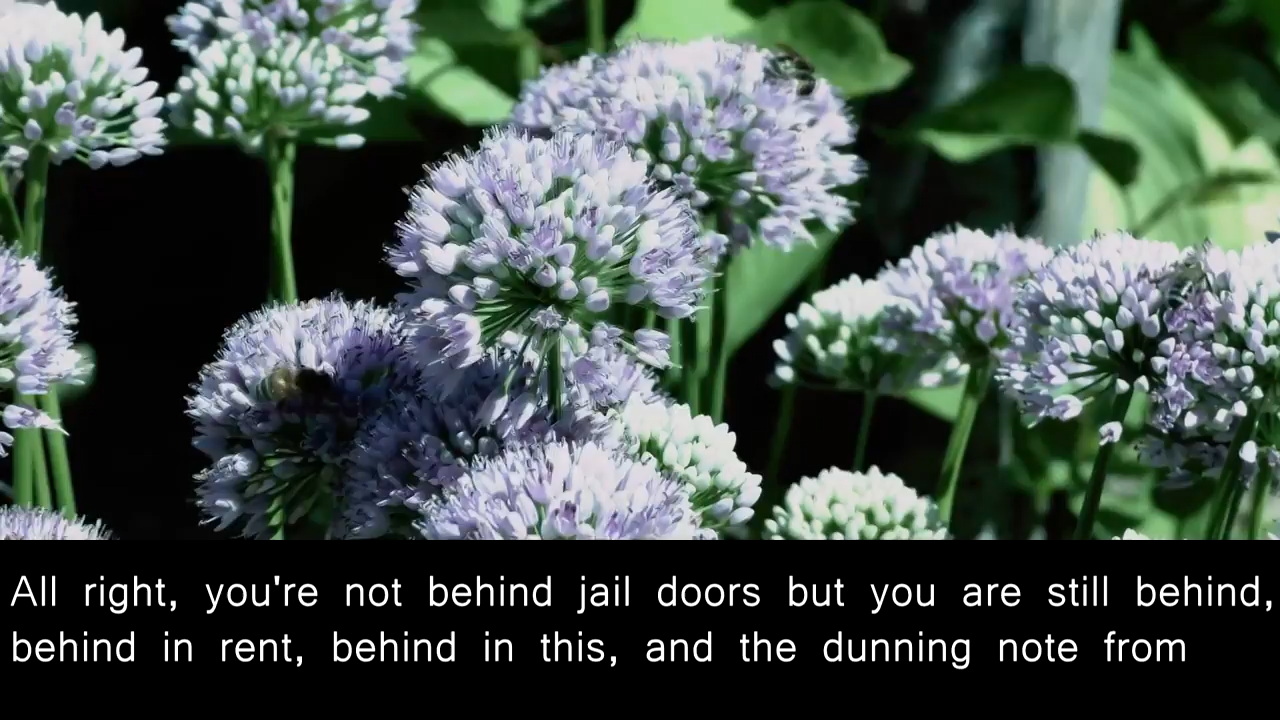 All right, you're not behind jail doors but you are still behind,
behind in rent, behind in this, and the dunning note from